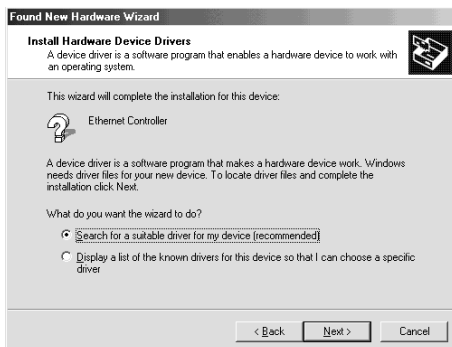 Found New Hardware Wizard
Install Hardware Device Drivers
A device driver is a software program that enables a hardware device to work with
an operating system.
This wizard will complete the installation for this device:
Ethernet Controller
A device driver is a software program that makes a hardware device work. Windows
needs driver files for your new device. To locate driver files and complete the
installation click Next.
What do you want the wizard to do?
Search for a suitable driver for my device (recommended)
Display a list of the known drivers for this device so that I can choose a specific
driver
< Back Next > Cancel